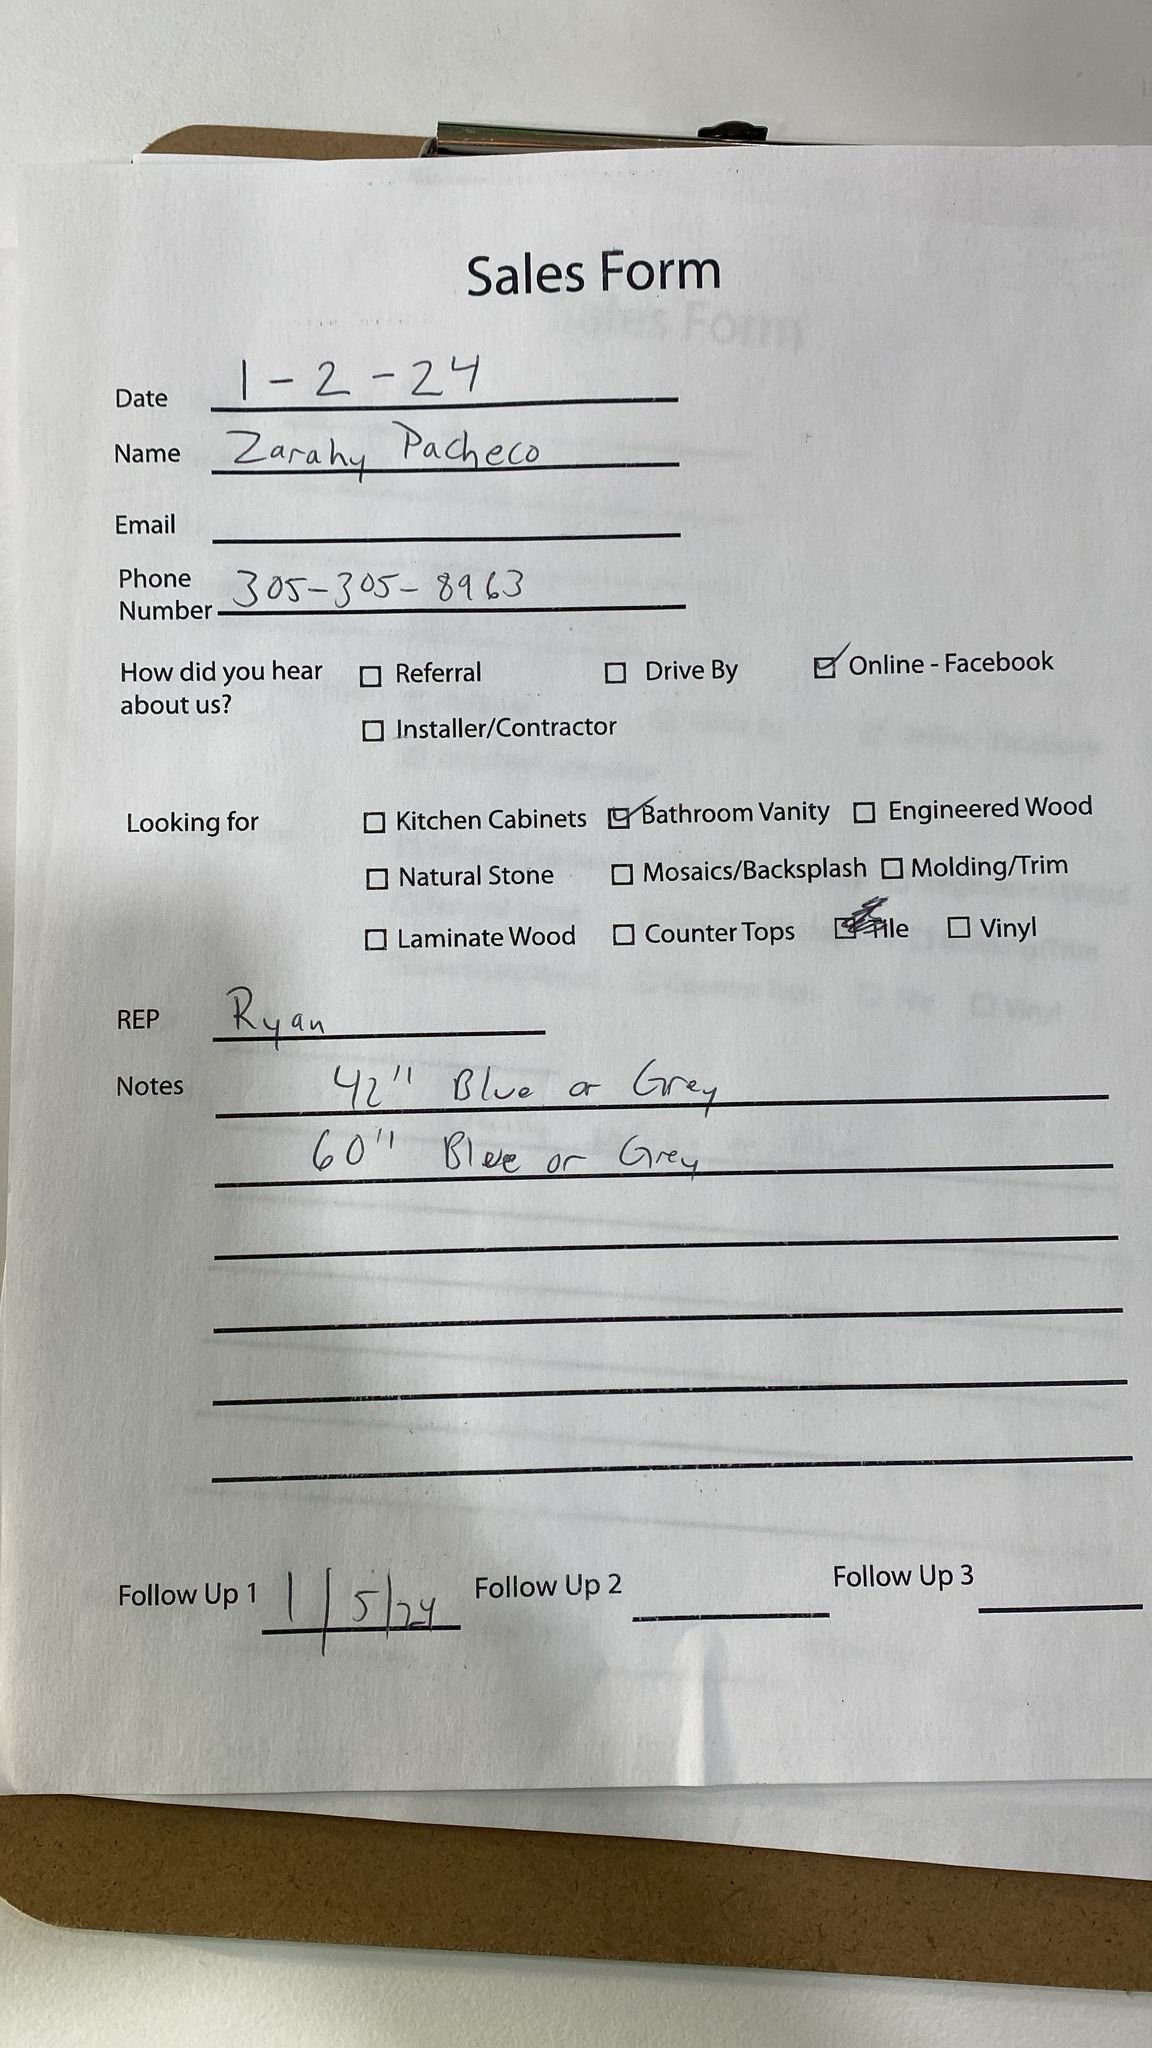 Sales Form
Date 1-2-24
Name Zarahy Pacheco
Email
Phone
Number 305-305-8963
How did you hear ☐ Referral ☐ Drive By ☑ Online - Facebook
about us? ☐ Installer/Contractor
Looking for ☐ Kitchen Cabinets ☑ Bathroom Vanity ☐ Engineered Wood
☐ Natural Stone ☐ Mosaics/Backsplash ☐ Molding/Trim
☐ Laminate Wood ☐ Counter Tops ☐ Tile ☐ Vinyl
REP Ryan
Notes 42" Blue or Grey
60" Blue or Grey
Follow Up 1 1/5/24 Follow Up 2 Follow Up 3